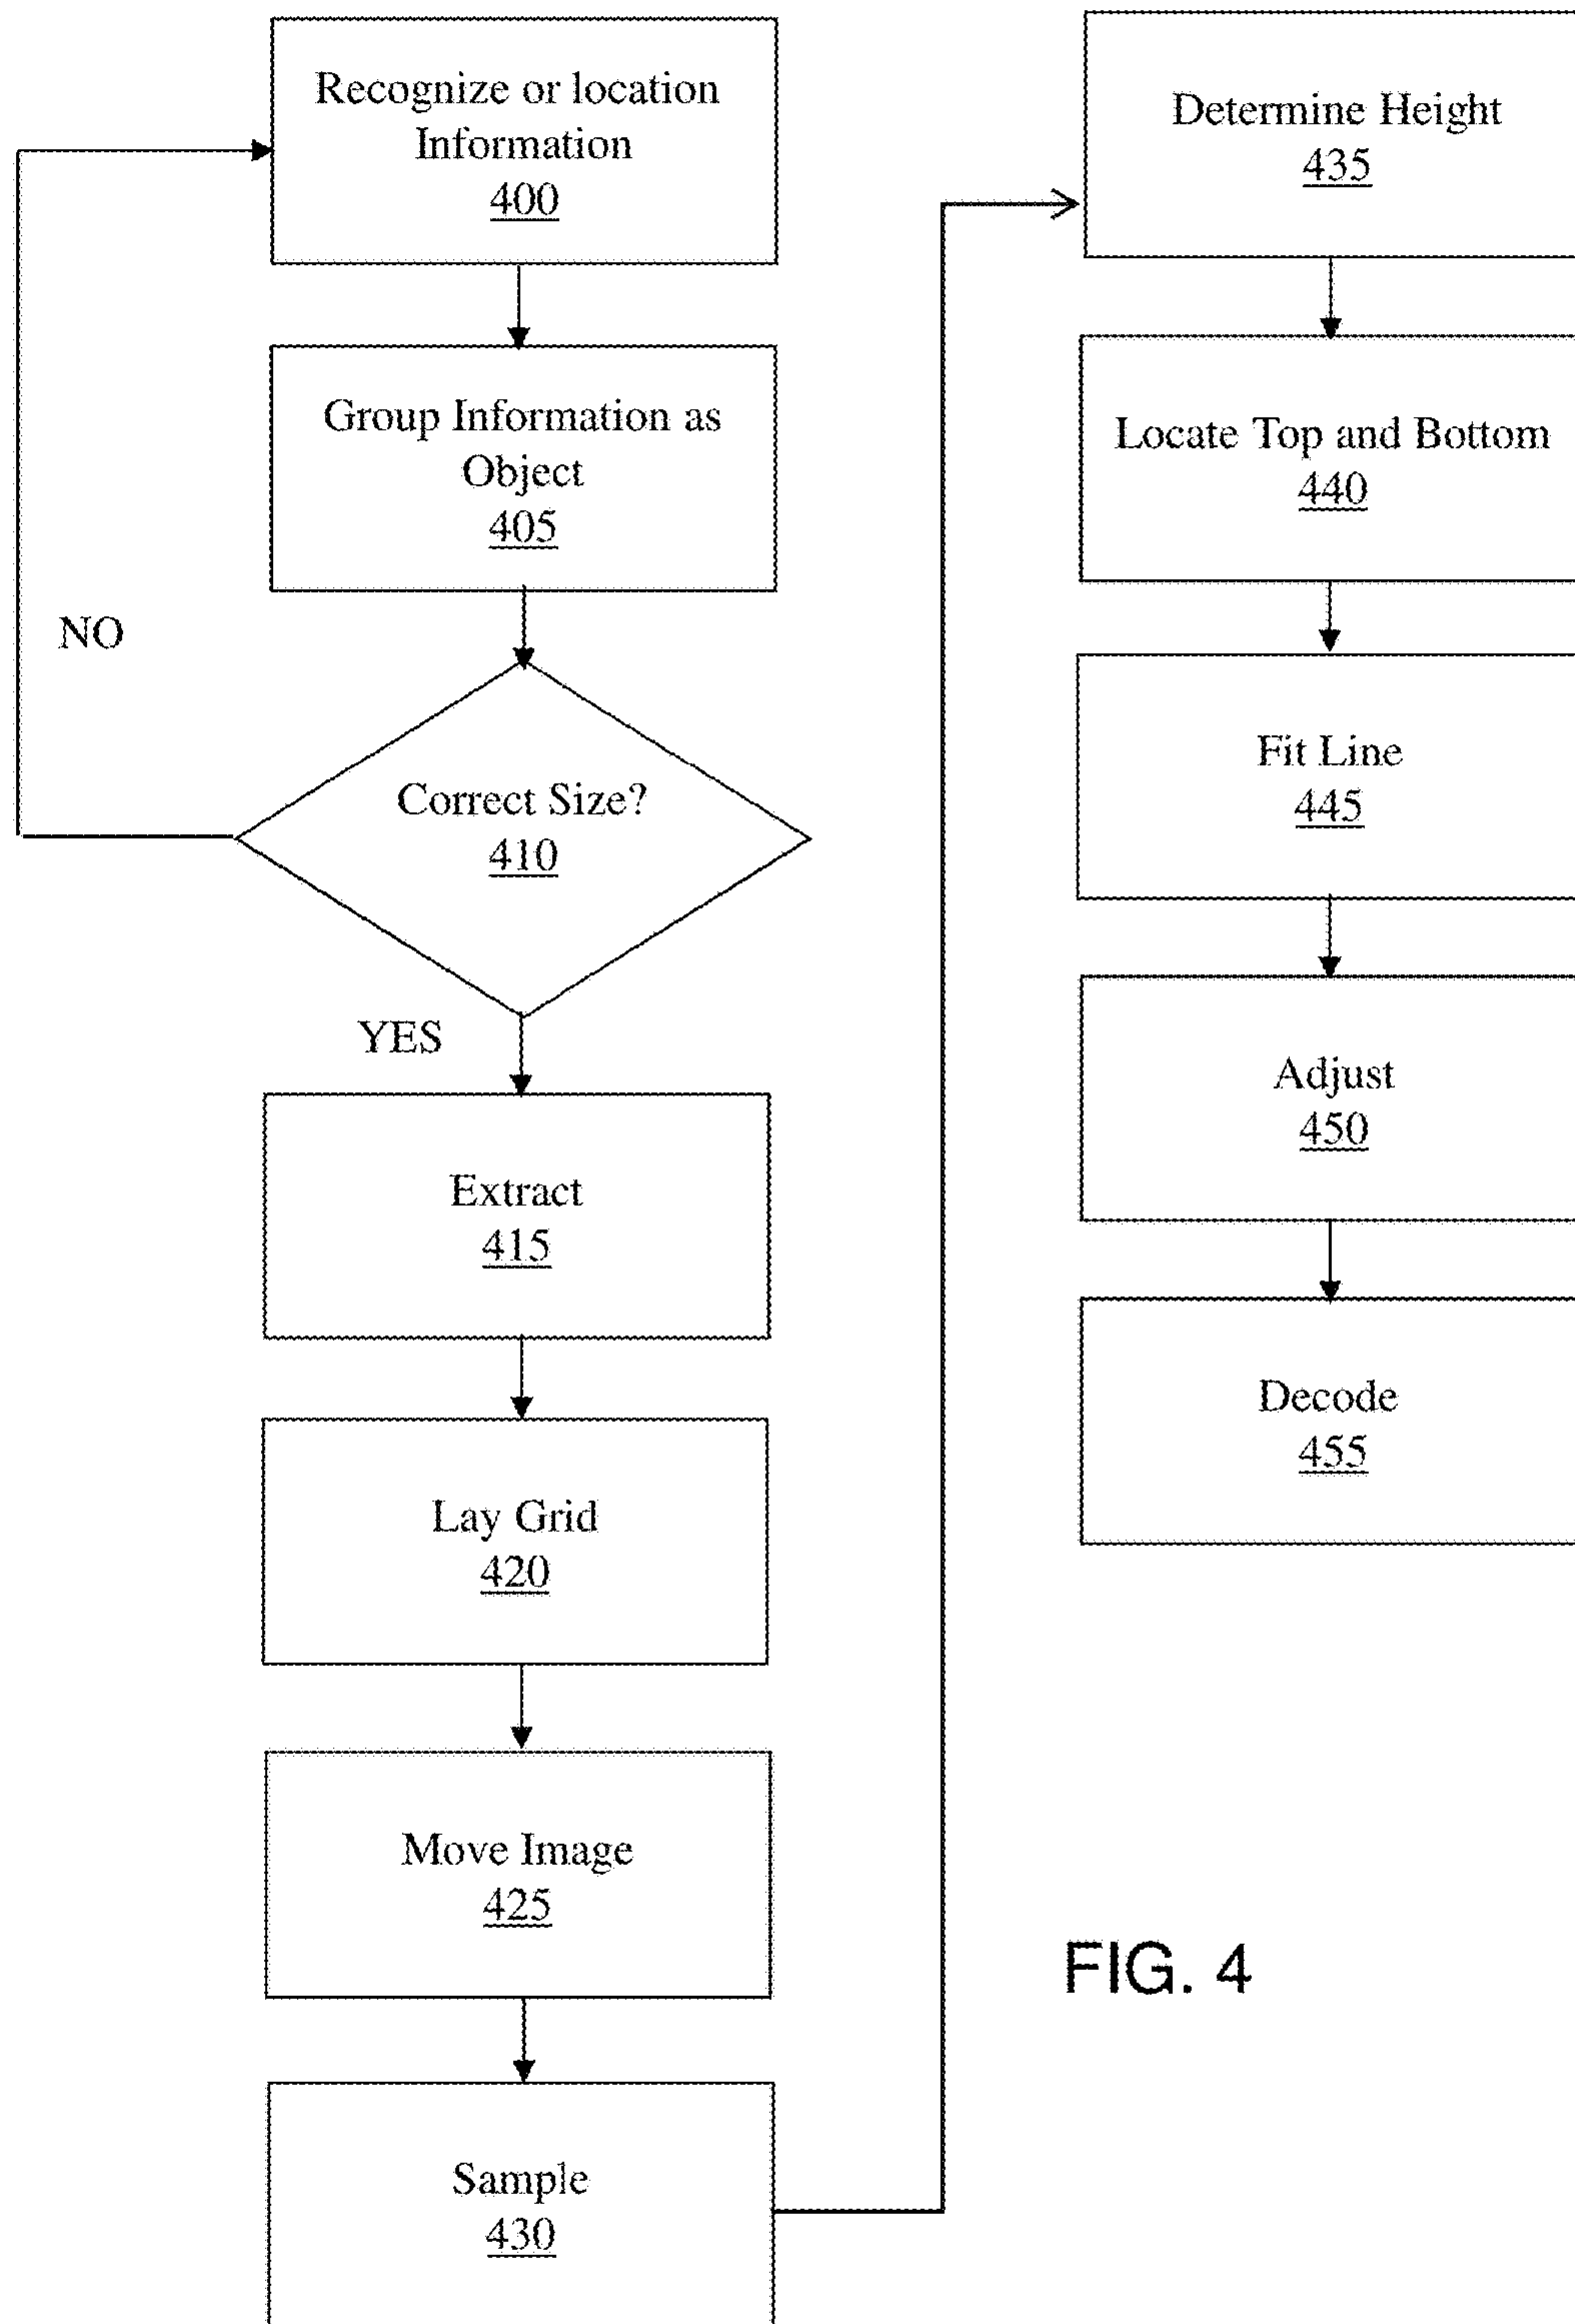 Recognize or location
Information
400
Group Information as
Object
405
NO
Correct Size?
410
YES
Extract
415
Lay Grid
420
Move Image
425
Sample
430
Determine Height
435
Locate Top and Bottom
440
Fit Line
445
Adjust
450
Decode
455
FIG. 4